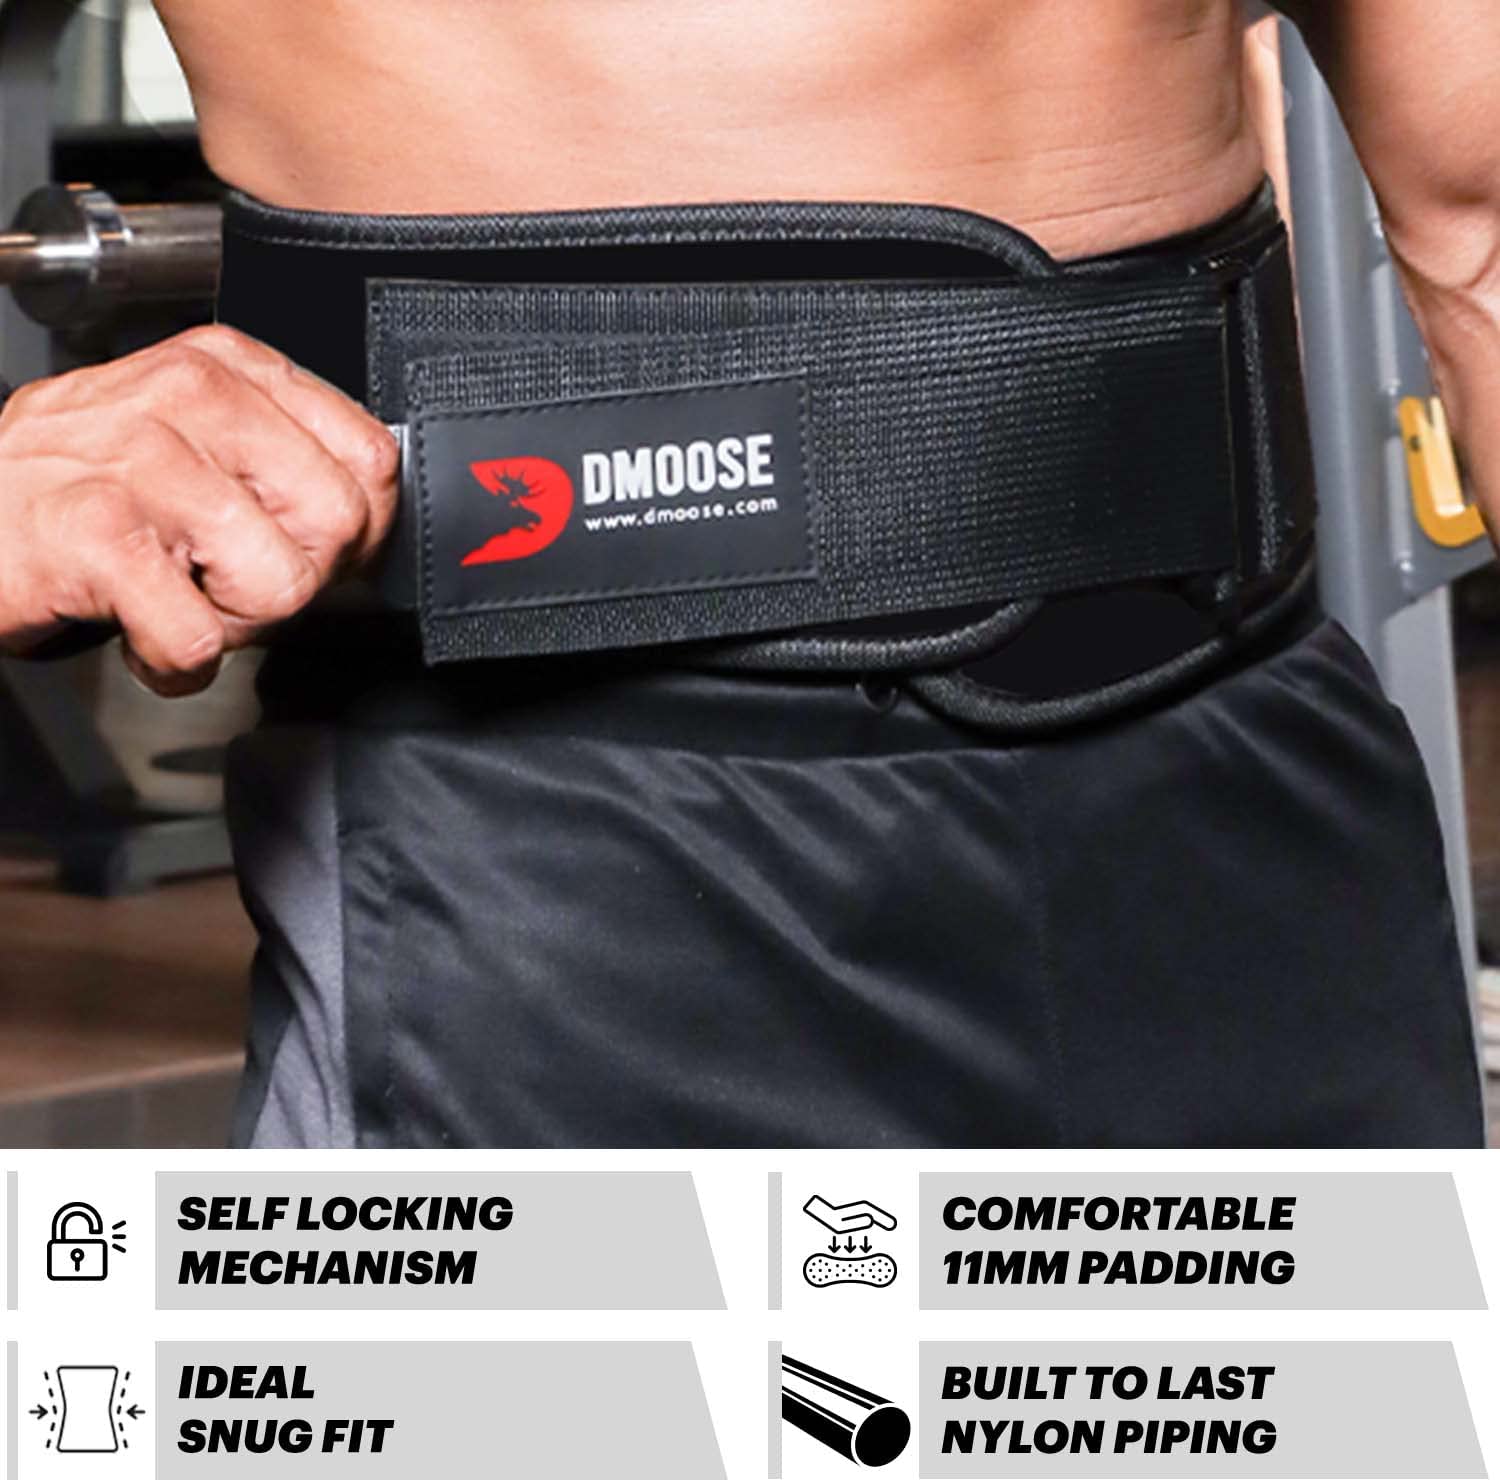 DMOOSE
www.dmoose.com
SELF LOCKING
MECHANISM
COMFORTABLE
11MM PADDING
IDEAL
SNUG FIT
BUILT TO LAST
NYLON PIPING